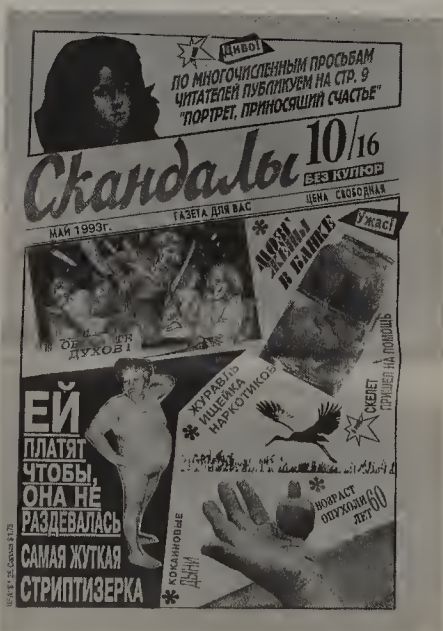 Диво!
ПО МНОГОЧИСЛЕННЫМ ПРОСЬБАМ
ЧИТАТЕЛЕЙ ПУБЛИКУЕМ НА СТР. 9
"ПОРТРЕТ, ПРИНОСЯЩИЙ СЧАСТЬЕ"
Скандалы 10/16
БЕЗ КУПЮР
МАЙ 1993г. ГАЗЕТА ДЛЯ ВАС ЦЕНА СВОБОДНАЯ
Ужас!
МОЗГ
ЖЕНЫ
В БАНКЕ
ДУХОВ!
ЖУРАВЛЬ
ИЩЕЙКА
НАРКОТИКОВ
СКЕЛЕТ
ПРИШЕЛ НА ПОМОЩЬ
ЕЙ
ПЛАТЯТ
ЧТОБЫ,
ОНА НЕ
РАЗДЕВАЛАСЬ
САМАЯ ЖУТКАЯ
СТРИПТИЗЕРКА
КОКАИНОВЫЕ
ДЫНИ
ВОЗРАСТ
ОПУХОЛИ 60
ЛЕТ